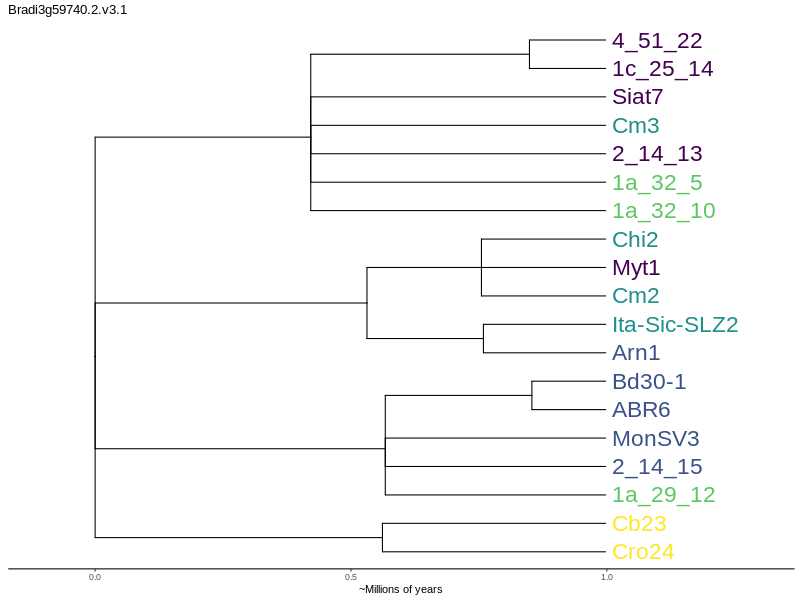 Bradi3g59740.2.v3.1
4_51_22
1c_25_14
Siat7
Cm3
2_14_13
1a_32_5
1a_32_10
Chi2
Myt1
Cm2
Ita-Sic-SLZ2
Arn1
Bd30-1
ABR6
MonSV3
2_14_15
1a_29_12
Cb23
Cro24
0.0 0.5 1.0
~Millions of years